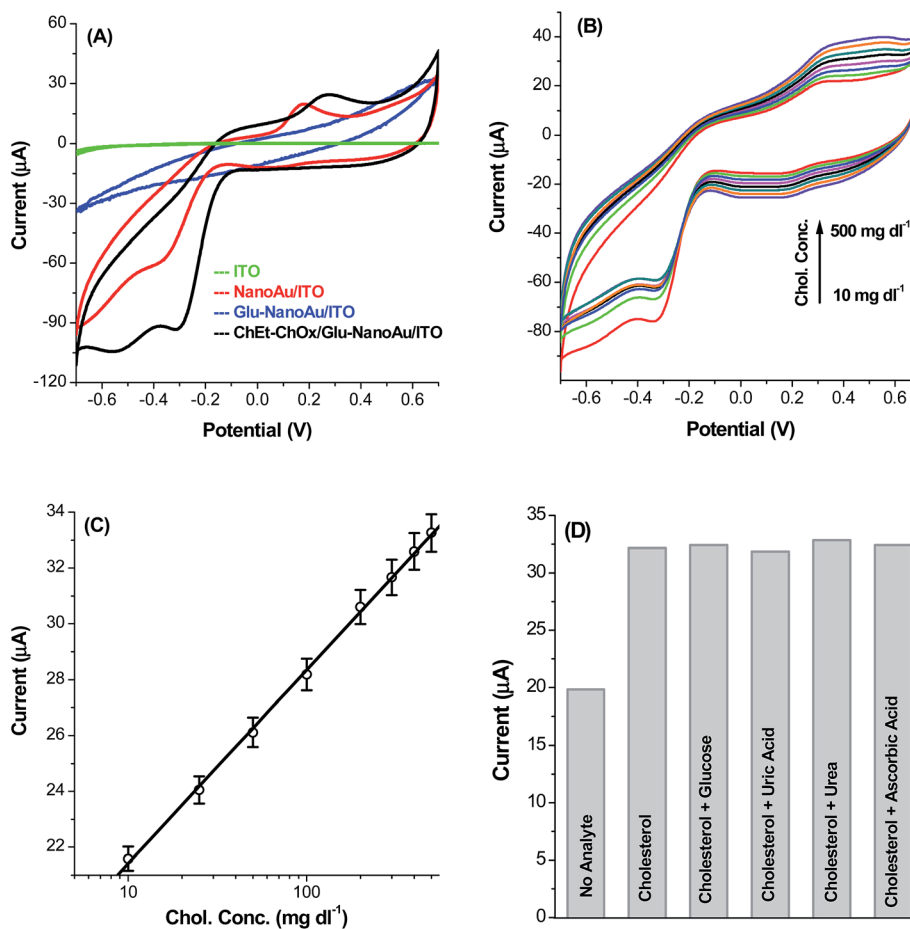 (A)
60
30
0
-30
-60
-90
-120
Current (μA)
--- ITO
--- NanoAu/ITO
--- Glu-NanoAu/ITO
--- ChEt-ChOx/Glu-NanoAu/ITO
-0.6 -0.4 -0.2 0.0 0.2 0.4 0.6
Potential (V)
(B)
40
20
0
-20
-40
-60
-80
Current (μA)
Chol. Conc.
500 mg dl⁻¹
10 mg dl⁻¹
-0.6 -0.4 -0.2 0.0 0.2 0.4 0.6
Potential (V)
(C)
34
32
30
28
26
24
22
Current (μA)
10 100
Chol. Conc. (mg dl⁻¹)
(D)
35
30
25
20
15
10
5
0
Current (μA)
No Analyte
Cholesterol
Cholesterol + Glucose
Cholesterol + Uric Acid
Cholesterol + Urea
Cholesterol + Ascorbic Acid